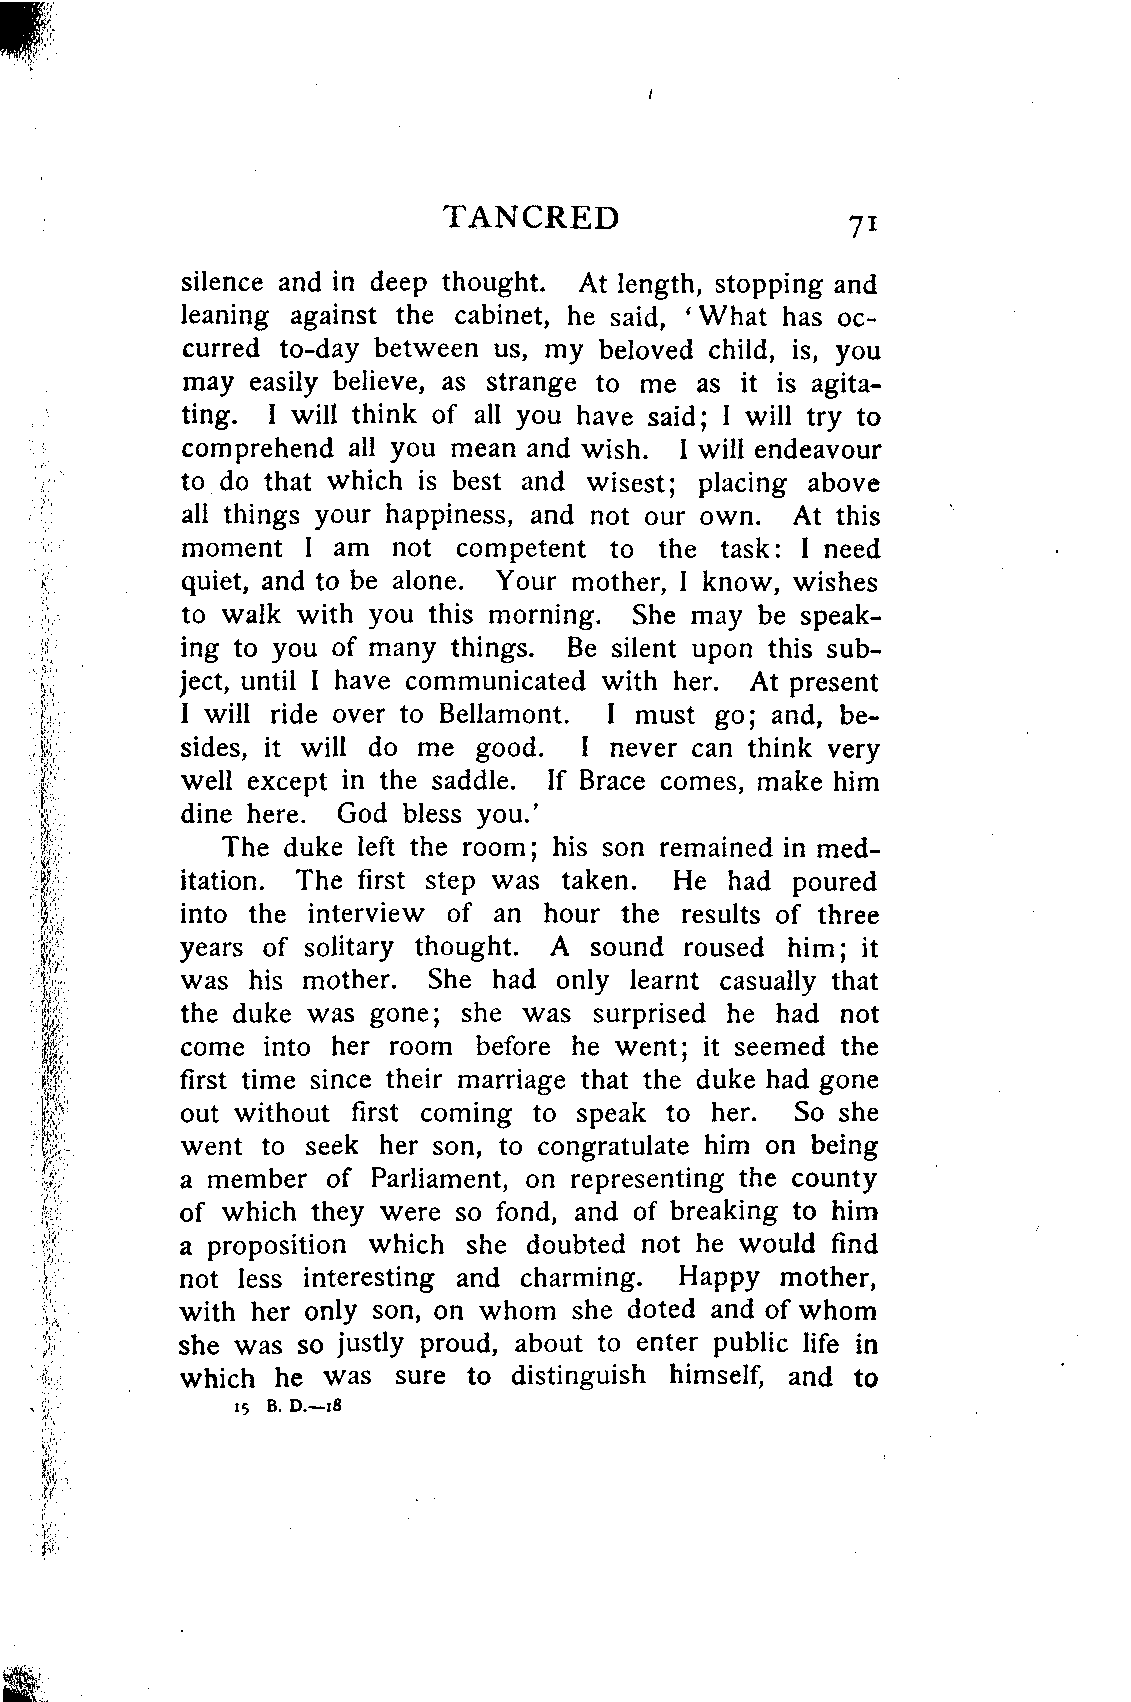 TANCRED 71
silence and in deep thought. At length, stopping and
leaning against the cabinet, he said, ‘What has oc-
curred to-day between us, my beloved child, is, you
may easily believe, as strange to me as it is agita-
ting. I will think of all you have said; I will try to
comprehend all you mean and wish. I will endeavour
to do that which is best and wisest; placing above
all things your happiness, and not our own. At this
moment I am not competent to the task: I need
quiet, and to be alone. Your mother, I know, wishes
to walk with you this morning. She may be speak-
ing to you of many things. Be silent upon this sub-
ject, until I have communicated with her. At present
I will ride over to Bellamont. I must go; and, be-
sides, it will do me good. I never can think very
well except in the saddle. If Brace comes, make him
dine here. God bless you.’
The duke left the room; his son remained in med-
itation. The first step was taken. He had poured
into the interview of an hour the results of three
years of solitary thought. A sound roused him; it
was his mother. She had only learnt casually that
the duke was gone; she was surprised he had not
come into her room before he went; it seemed the
first time since their marriage that the duke had gone
out without first coming to speak to her. So she
went to seek her son, to congratulate him on being
a member of Parliament, on representing the county
of which they were so fond, and of breaking to him
a proposition which she doubted not he would find
not less interesting and charming. Happy mother,
with her only son, on whom she doted and of whom
she was so justly proud, about to enter public life in
which he was sure to distinguish himself, and to
15 B. D.—18